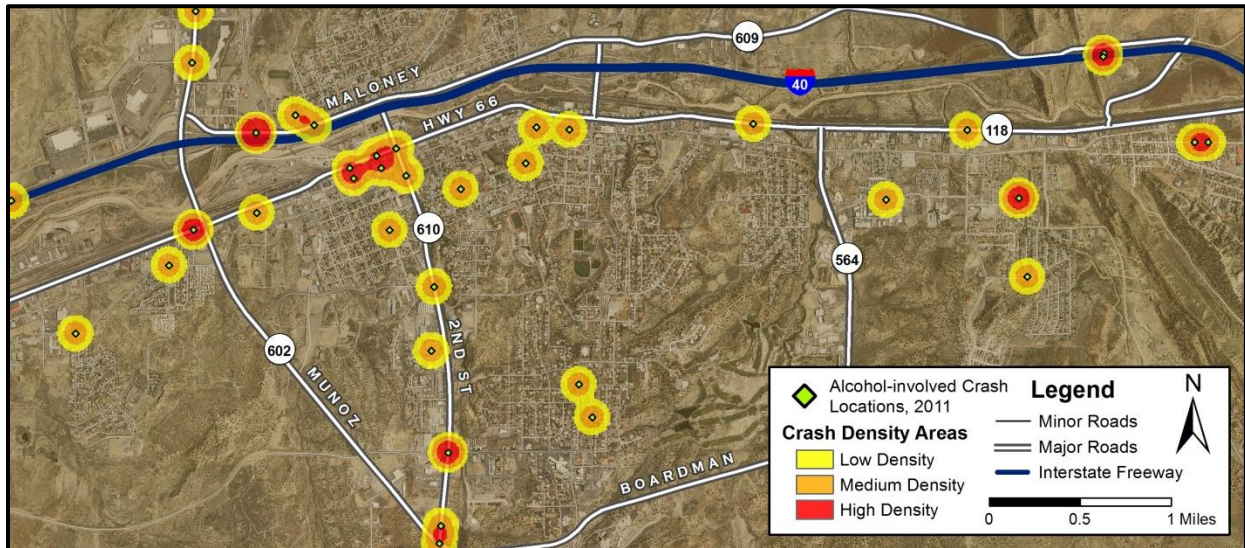 609
MALONEY
40
HWY 66
118
610
564
2ND ST
602
MUNOZ
BOARDMAN
Alcohol-involved Crash
Locations, 2011
Crash Density Areas
Low Density
Medium Density
High Density
Legend
Minor Roads
Major Roads
Interstate Freeway
N
0 0.5 1 Miles